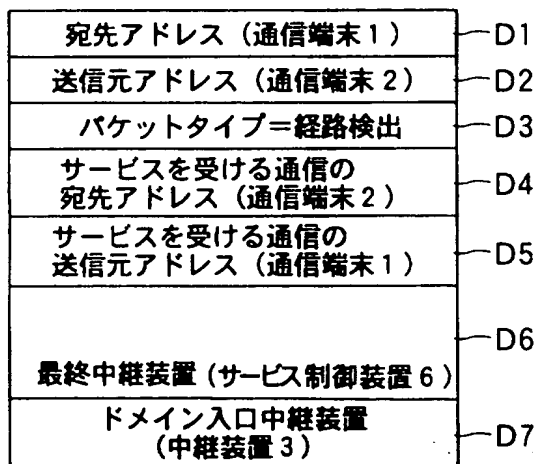 宛先アドレス（通信端末１） D1
送信元アドレス（通信端末２） D2
パケットタイプ＝経路検出 D3
サービスを受ける通信の
宛先アドレス（通信端末２） D4
サービスを受ける通信の
送信元アドレス（通信端末１） D5
D6
最終中継装置(サービス制御装置６)
ドメイン入口中継装置
(中継装置３) D7